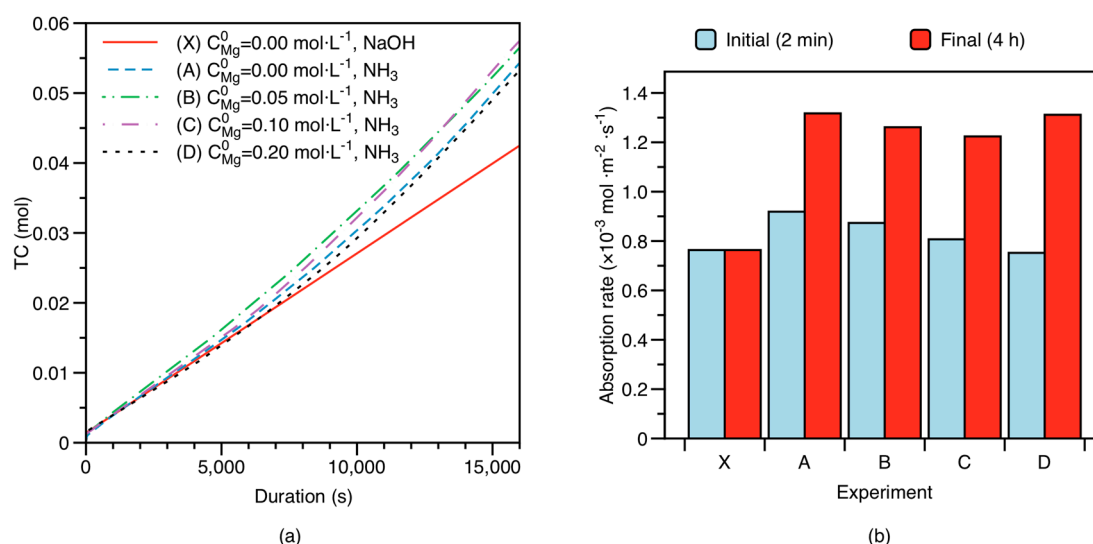 0.06
0.05
0.04
0.03
0.02
0.01
0
TC (mol)
(X) C⁰Mg=0.00 mol·L⁻¹, NaOH
(A) C⁰Mg=0.00 mol·L⁻¹, NH₃
(B) C⁰Mg=0.05 mol·L⁻¹, NH₃
(C) C⁰Mg=0.10 mol·L⁻¹, NH₃
(D) C⁰Mg=0.20 mol·L⁻¹, NH₃
0 5,000 10,000 15,000
Duration (s)
(a)
Initial (2 min) Final (4 h)
1.4
1.2
1.0
0.8
0.6
0.4
0.2
0
Absorption rate (×10⁻³ mol ·m⁻² ·s⁻¹)
X A B C D
Experiment
(b)